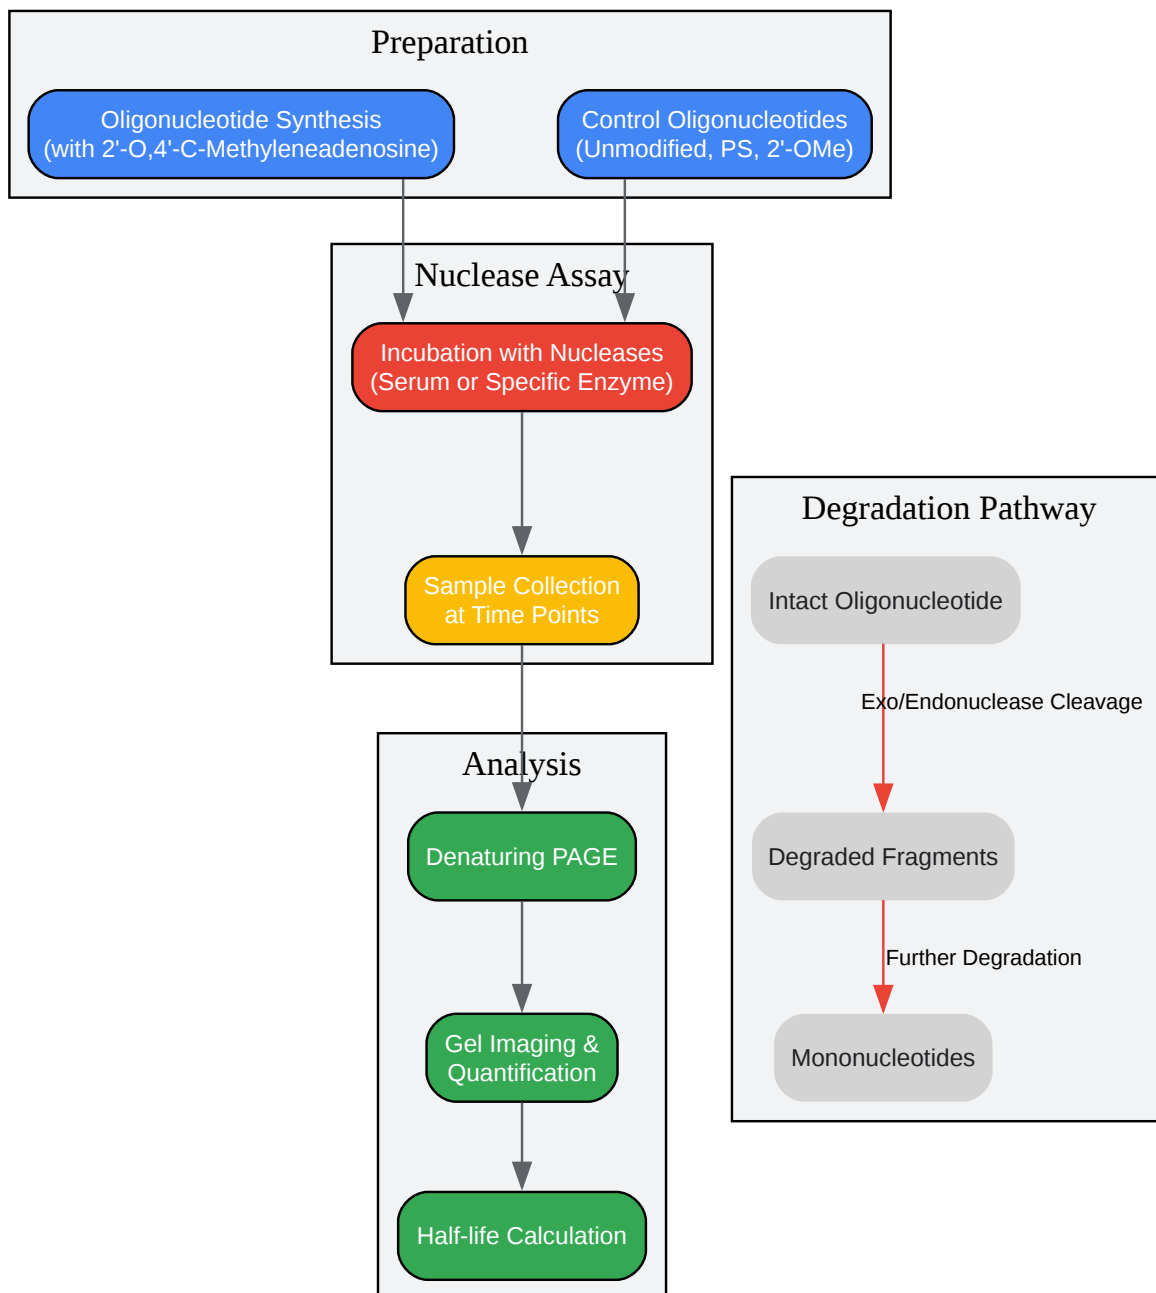 Preparation
Oligonucleotide Synthesis
(with 2'-O,4'-C-Methyleneadenosine)
Control Oligonucleotides
(Unmodified, PS, 2'-OMe)
Nuclease Assay
Incubation with Nucleases
(Serum or Specific Enzyme)
Sample Collection
at Time Points
Analysis
Denaturing PAGE
Gel Imaging &
Quantification
Half-life Calculation
Degradation Pathway
Intact Oligonucleotide
Exo/Endonuclease Cleavage
Degraded Fragments
Further Degradation
Mononucleotides